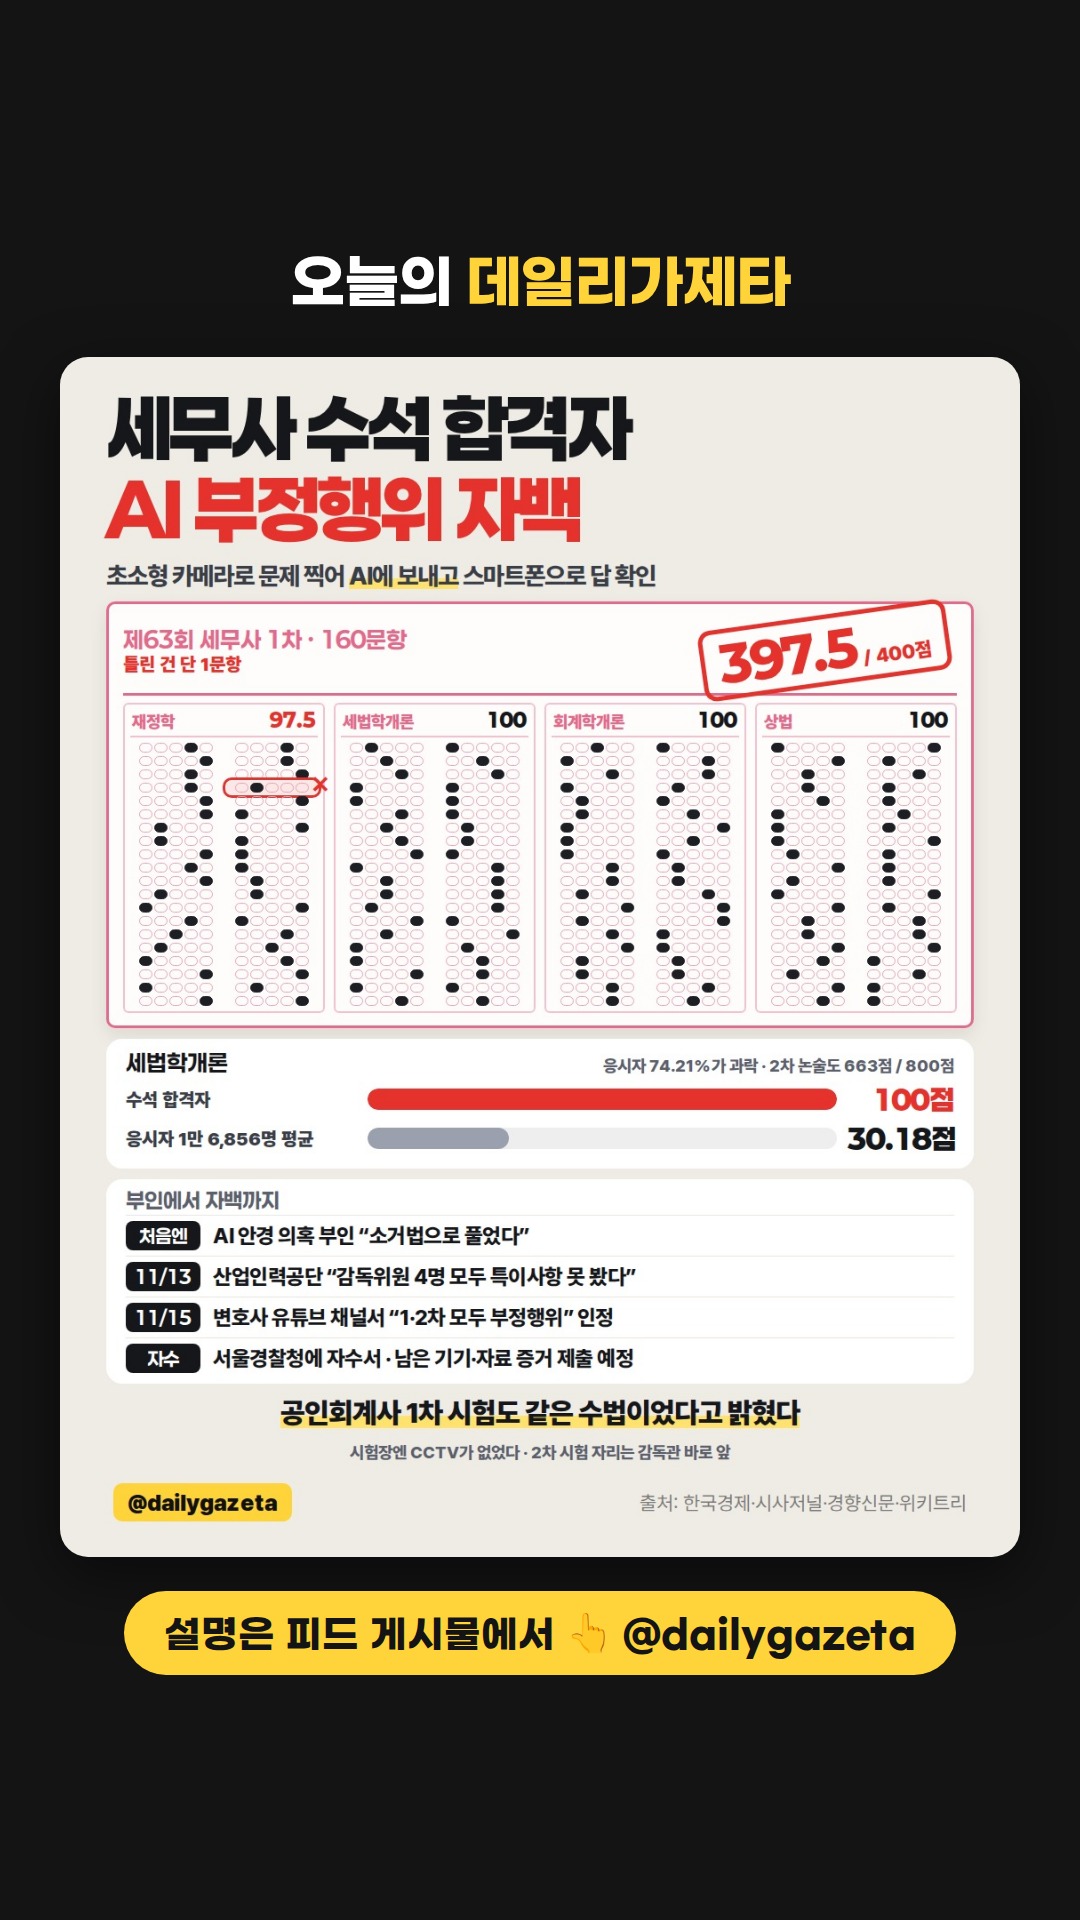 오늘의 데일리가제타
세무사 수석 합격자
AI 부정행위 자백
초소형 카메라로 문제 찍어 AI에 보내고 스마트폰으로 답 확인
제63회 세무사 1차 · 160문항
틀린 건 단 1문항
397.5 / 400점
재정학 97.5
세법학개론 100
회계학개론 100
상법 100
세법학개론
응시자 74.21%가 과락 · 2차 논술도 663점 / 800점
수석 합격자 100점
응시자 1만 6,856명 평균 30.18점
부인에서 자백까지
처음엔 AI 안경 의혹 부인 “소거법으로 풀었다”
11/13 산업인력공단 “감독위원 4명 모두 특이사항 못 봤다”
11/15 변호사 유튜브 채널서 “1·2차 모두 부정행위” 인정
자수 서울경찰청에 자수서 · 남은 기기·자료 증거 제출 예정
공인회계사 1차 시험도 같은 수법이었다고 밝혔다
시험장엔 CCTV가 없었다 · 2차 시험 자리는 감독관 바로 앞
@dailygazeta
출처: 한국경제·시사저널·경향신문·위키트리
설명은 피드 게시물에서 👆 @dailygazeta